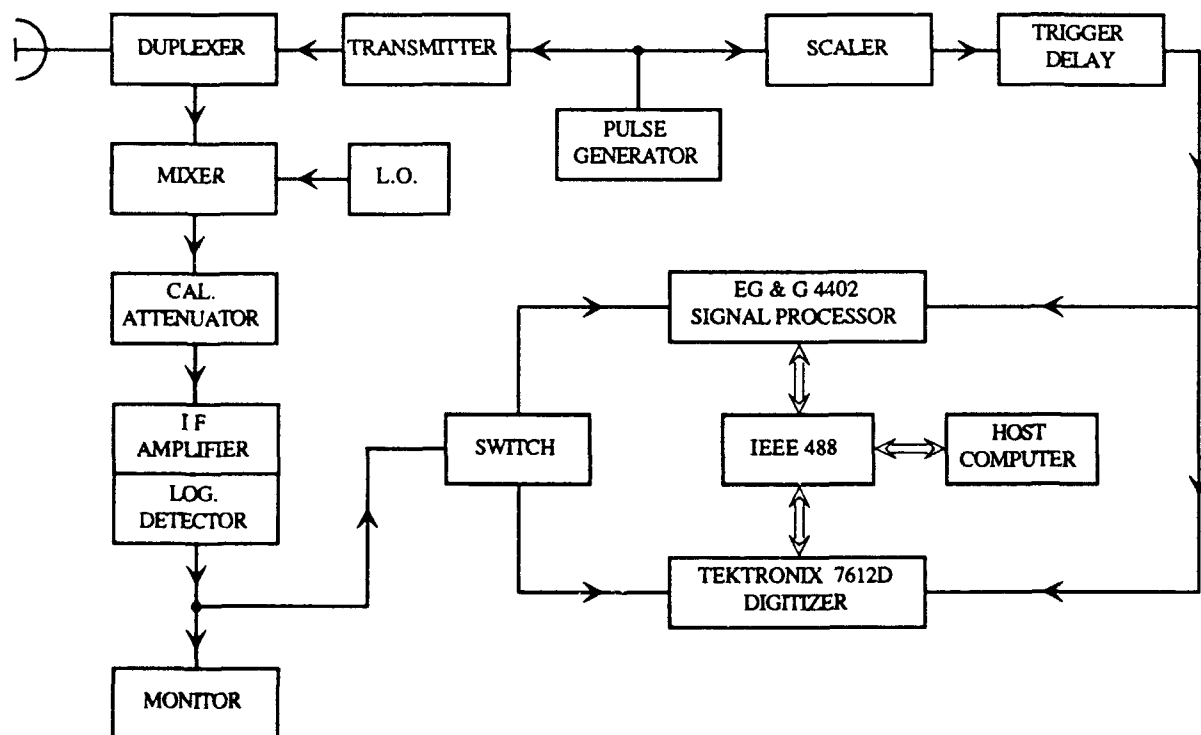 DUPLEXER
TRANSMITTER
SCALER
TRIGGER
DELAY
PULSE
GENERATOR
MIXER
L.O.
CAL.
ATTENUATOR
EG & G 4402
SIGNAL PROCESSOR
I F
AMPLIFIER
LOG.
DETECTOR
SWITCH
IEEE 488
HOST
COMPUTER
TEKTRONIX 7612D
DIGITIZER
MONITOR